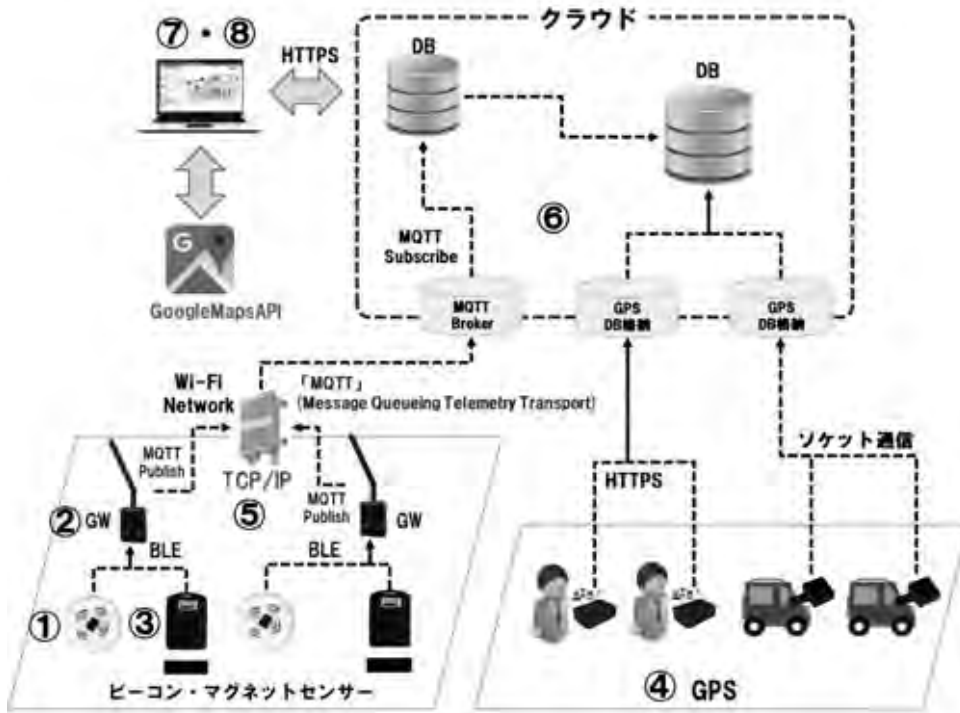 クラウド
⑦・⑧
HTTPS
DB
DB
⑥
MQTT
Subscribe
G
GoogleMapsAPI
MQTT
Broker
GPS
DB格納
GPS
DB格納
Wi-Fi
Network
「MQTT」
(Message Queueing Telemetry Transport)
MQTT
Publish
TCP/IP
⑤
MQTT
Publish
ソケット通信
HTTPS
② GW
GW
BLE
BLE
①
③
ビーコン・マグネットセンサー
④ GPS